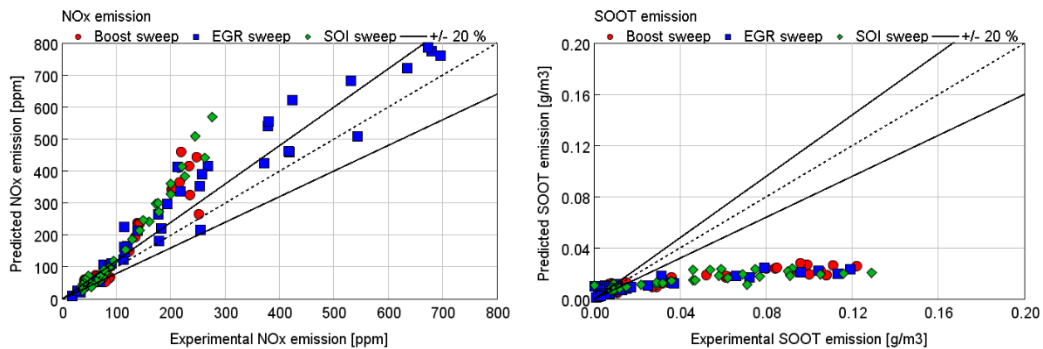 NOx emission
Boost sweep EGR sweep SOI sweep +/- 20 %
800
700
600
500
400
300
200
100
0
0 100 200 300 400 500 600 700 800
Predicted NOx emission [ppm]
Experimental NOx emission [ppm]
SOOT emission
Boost sweep EGR sweep SOI sweep +/- 20 %
0.20
0.16
0.12
0.08
0.04
0.00
0.00 0.04 0.08 0.12 0.16 0.20
Predicted SOOT emission [g/m3]
Experimental SOOT emission [g/m3]